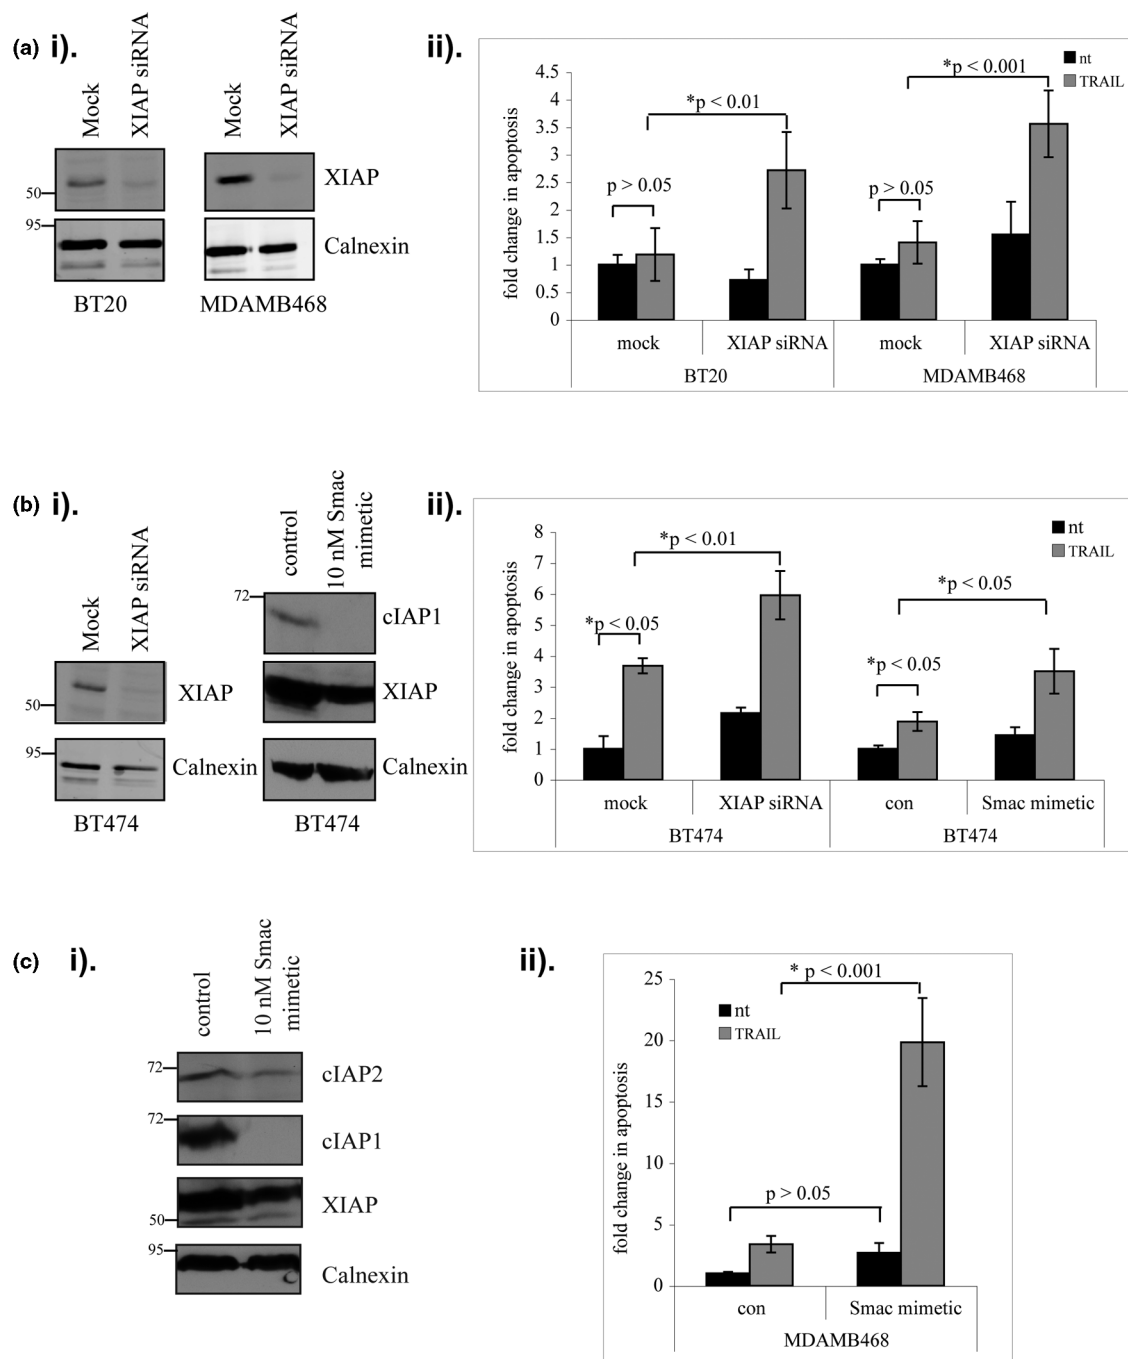 (a) i).
Mock
XIAP siRNA
Mock
XIAP siRNA
50
XIAP
95
Calnexin
BT20
MDAMB468
ii).
nt
TRAIL
fold change in apoptosis
4.5
4
3.5
3
2.5
2
1.5
1
0.5
0
p > 0.05
*p < 0.01
p > 0.05
*p < 0.001
mock
XIAP siRNA
mock
XIAP siRNA
BT20
MDAMB468
(b) i).
Mock
XIAP siRNA
50
XIAP
95
Calnexin
BT474
control
10 nM Smac
mimetic
72
cIAP1
XIAP
Calnexin
BT474
ii).
nt
TRAIL
fold change in apoptosis
8
7
6
5
4
3
2
1
0
*p < 0.05
*p < 0.01
*p < 0.05
*p < 0.05
mock
XIAP siRNA
con
Smac mimetic
BT474
BT474
(c) i).
control
10 nM Smac
mimetic
72
cIAP2
72
cIAP1
XIAP
50
95
Calnexin
ii).
nt
TRAIL
fold change in apoptosis
25
20
15
10
5
0
p > 0.05
* p < 0.001
con
Smac mimetic
MDAMB468